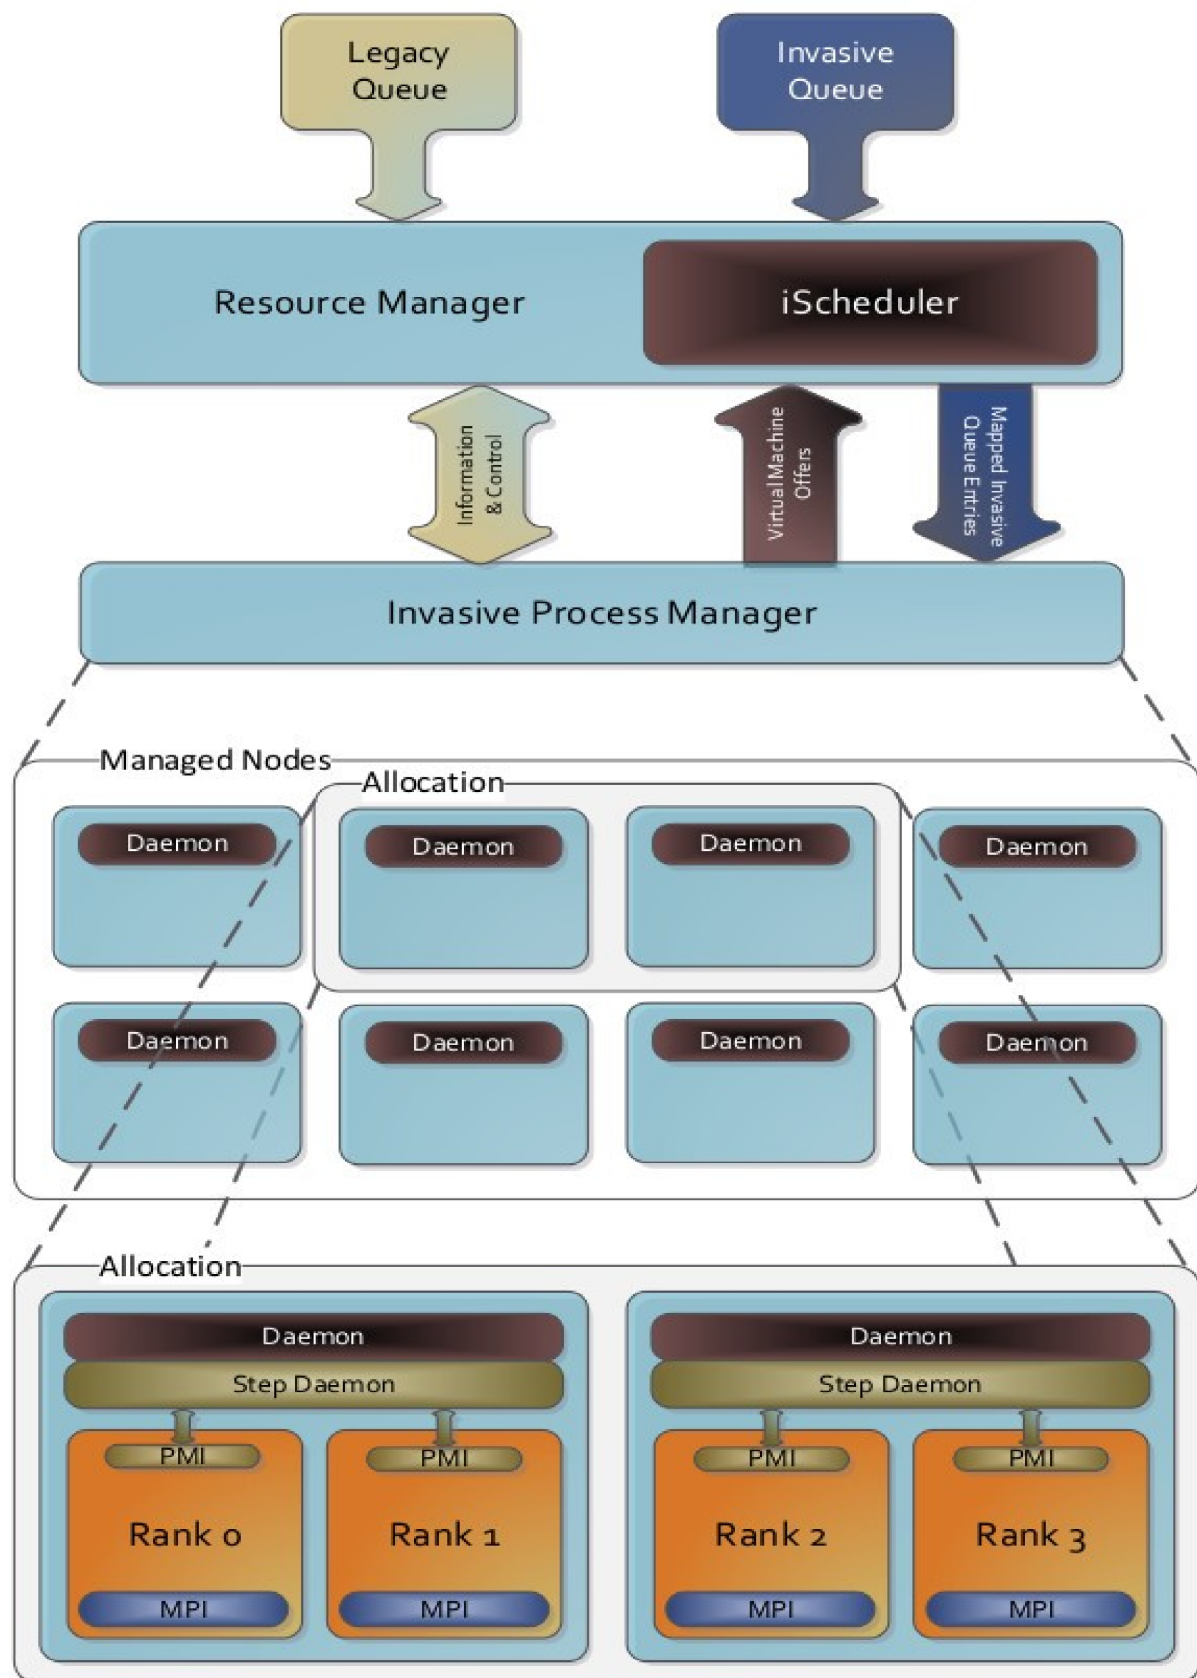 Legacy
Queue
Invasive
Queue
Resource Manager
iScheduler
Information
& Control
Virtual Machine
Offers
Mapped Invasive
Queue Entries
Invasive Process Manager
Managed Nodes
Allocation
Daemon
Daemon
Daemon
Daemon
Daemon
Daemon
Daemon
Daemon
Allocation
Daemon
Daemon
Step Daemon
Step Daemon
PMI
PMI
PMI
PMI
Rank 0
Rank 1
Rank 2
Rank 3
MPI
MPI
MPI
MPI